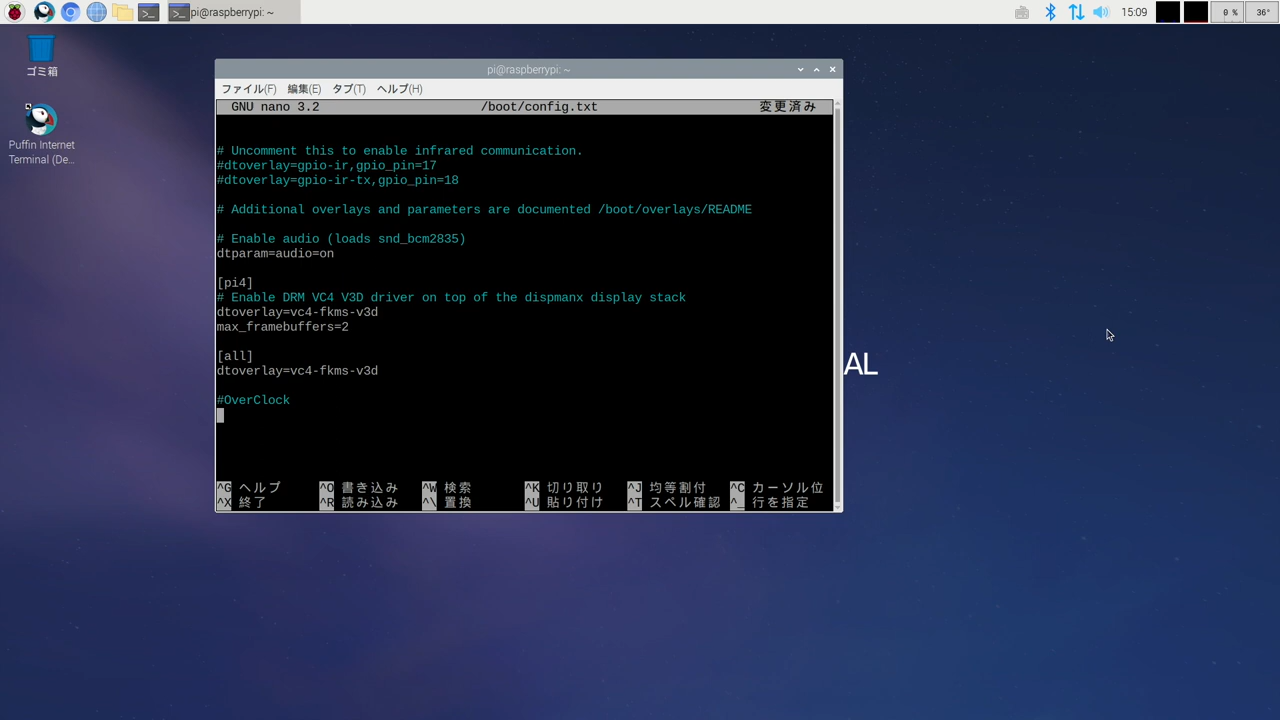 pi@raspberrypi: ~
15:09
0 %
36°
ゴミ箱
Puffin Internet
Terminal (De...
pi@raspberrypi: ~
ファイル(F) 編集(E) タブ(T) ヘルプ(H)
GNU nano 3.2 /boot/config.txt 変更済み
# Uncomment this to enable infrared communication.
#dtoverlay=gpio-ir,gpio_pin=17
#dtoverlay=gpio-ir-tx,gpio_pin=18
# Additional overlays and parameters are documented /boot/overlays/README
# Enable audio (loads snd_bcm2835)
dtparam=audio=on
[pi4]
# Enable DRM VC4 V3D driver on top of the dispmanx display stack
dtoverlay=vc4-fkms-v3d
max_framebuffers=2
[all]
dtoverlay=vc4-fkms-v3d
#OverClock
^G ヘルプ ^O 書き込み ^W 検索 ^K 切り取り ^J 均等割付 ^C カーソル位
^X 終了 ^R 読み込み ^\ 置換 ^U 貼り付け ^T スペル確認 ^_ 行を指定
AL